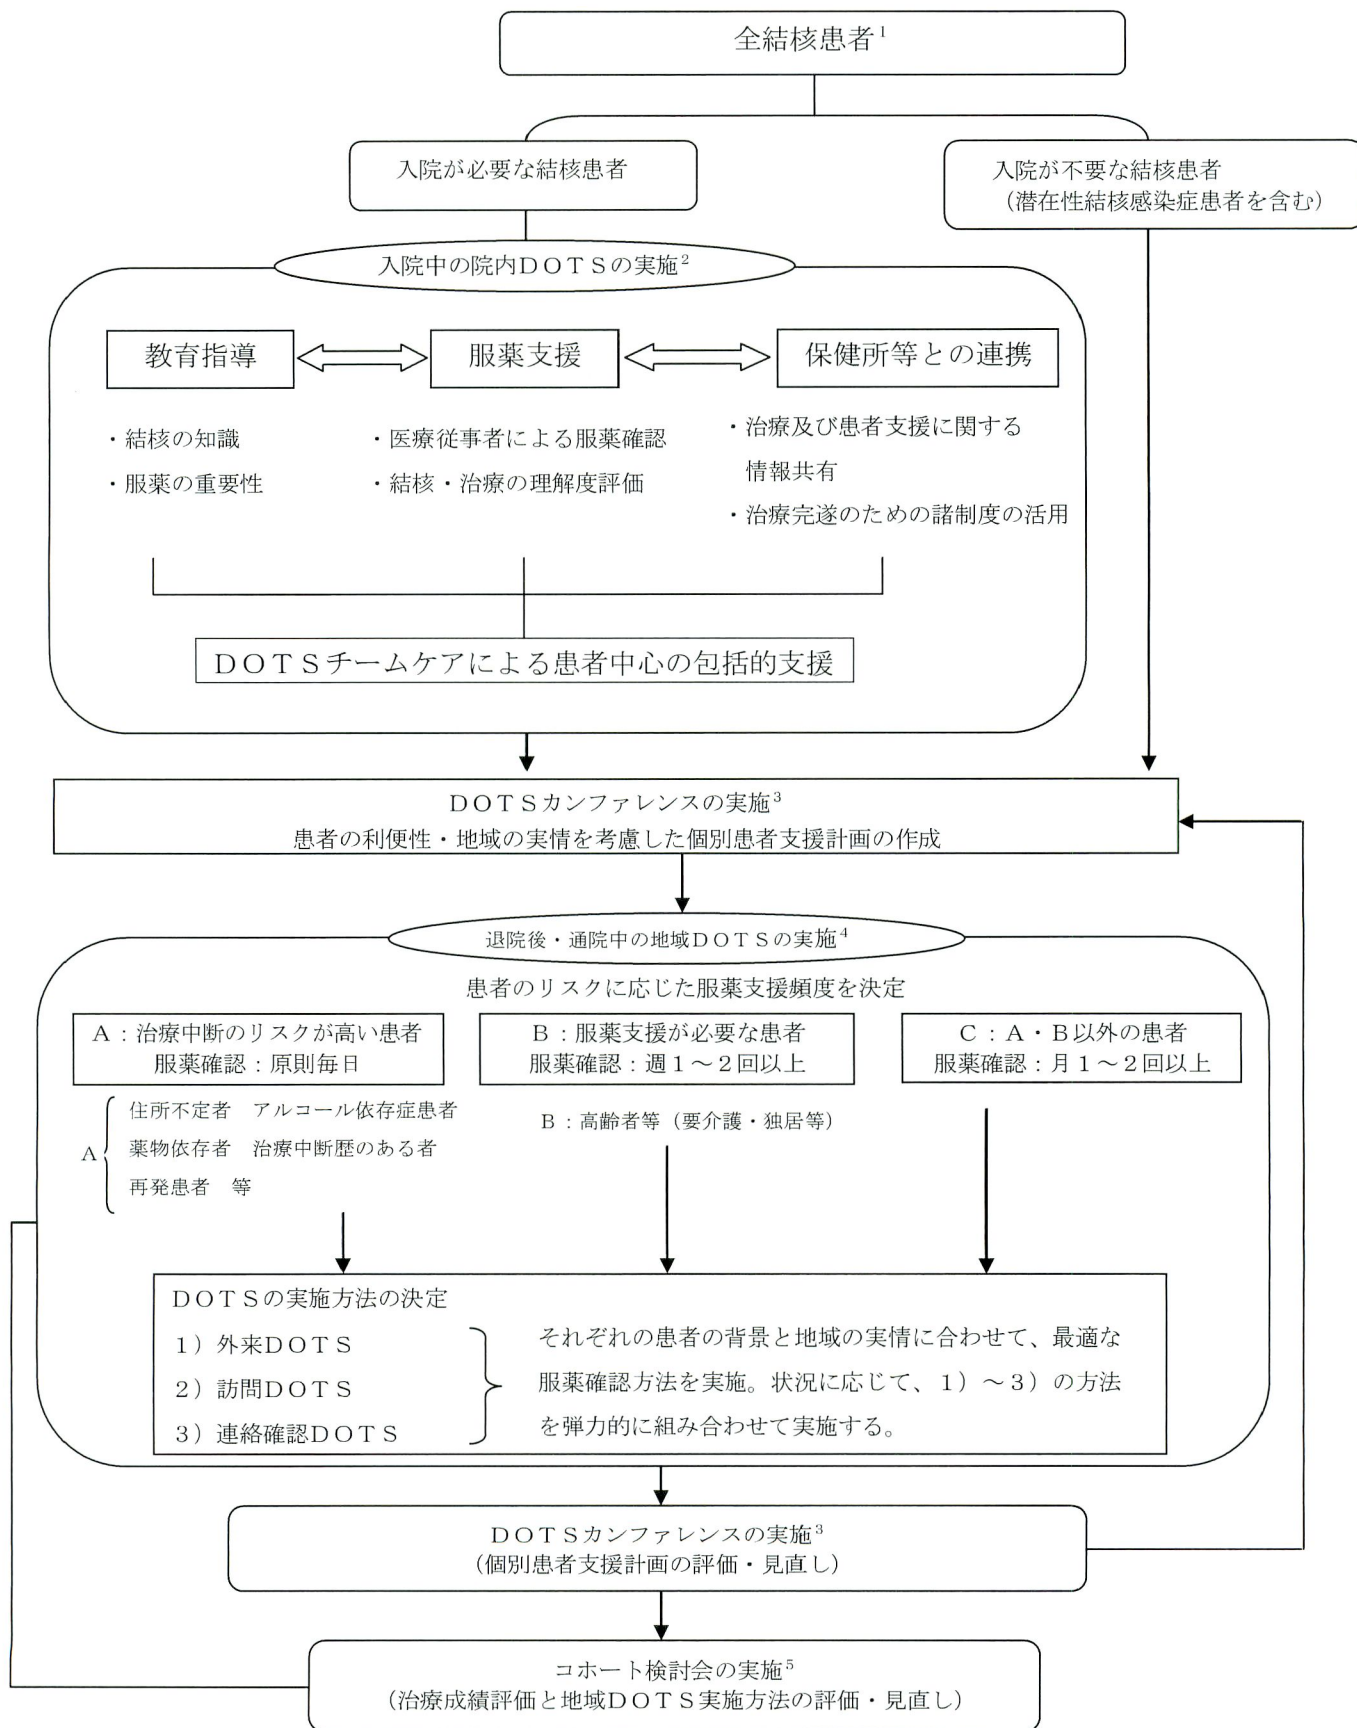 全結核患者1
入院が必要な結核患者
入院が不要な結核患者
（潜在性結核感染症患者を含む）
入院中の院内ＤＯＴＳの実施2
教育指導
服薬支援
保健所等との連携
・結核の知識
・服薬の重要性
・医療従事者による服薬確認
・結核・治療の理解度評価
・治療及び患者支援に関する
情報共有
・治療完遂のための諸制度の活用
ＤＯＴＳチームケアによる患者中心の包括的支援
ＤＯＴＳカンファレンスの実施3
患者の利便性・地域の実情を考慮した個別患者支援計画の作成
退院後・通院中の地域ＤＯＴＳの実施4
患者のリスクに応じた服薬支援頻度を決定
Ａ：治療中断のリスクが高い患者
服薬確認：原則毎日
Ｂ：服薬支援が必要な患者
服薬確認：週１～２回以上
Ｃ：Ａ・Ｂ以外の患者
服薬確認：月１～２回以上
Ａ
住所不定者　アルコール依存症患者
薬物依存者　治療中断歴のある者
再発患者　等
Ｂ：高齢者等（要介護・独居等）
ＤＯＴＳの実施方法の決定
１）外来ＤＯＴＳ
２）訪問ＤＯＴＳ
３）連絡確認ＤＯＴＳ
それぞれの患者の背景と地域の実情に合わせて、最適な
服薬確認方法を実施。状況に応じて、１）～３）の方法
を弾力的に組み合わせて実施する。
ＤＯＴＳカンファレンスの実施3
（個別患者支援計画の評価・見直し）
コホート検討会の実施5
（治療成績評価と地域ＤＯＴＳ実施方法の評価・見直し）